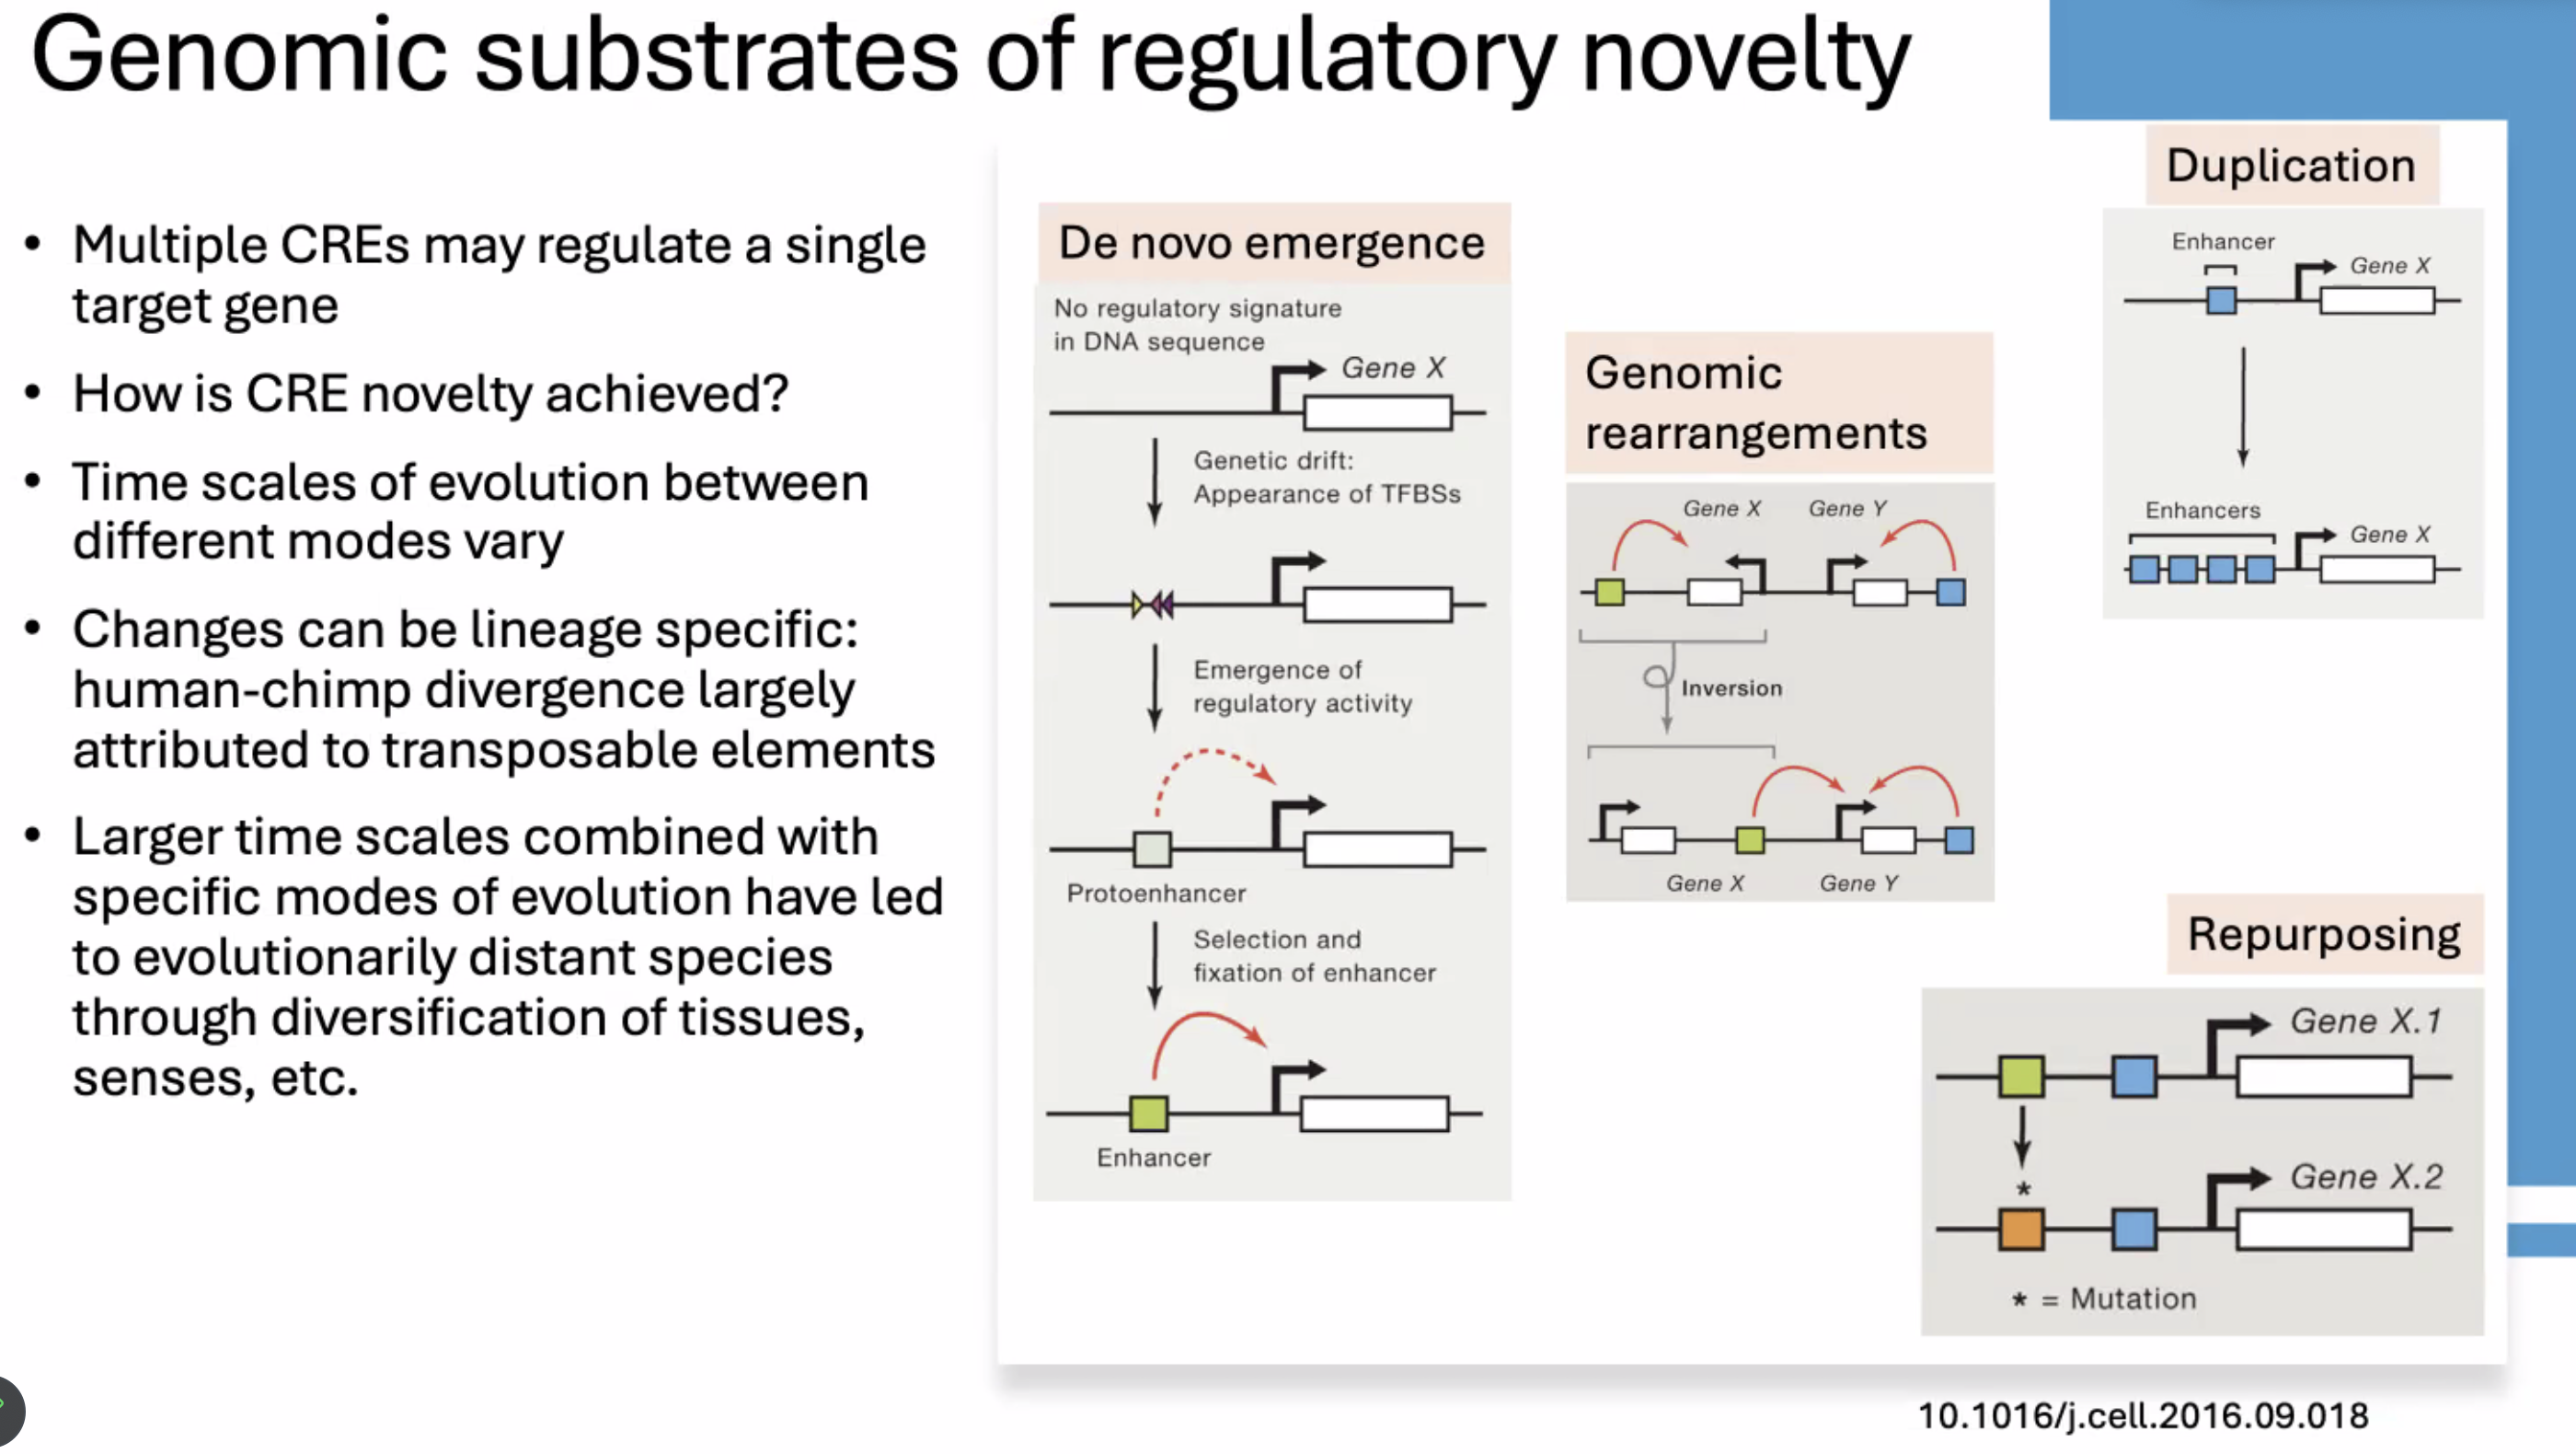 Genomic substrates of regulatory novelty
• Multiple CREs may regulate a single
target gene
• How is CRE novelty achieved?
• Time scales of evolution between
different modes vary
• Changes can be lineage specific:
human-chimp divergence largely
attributed to transposable elements
• Larger time scales combined with
specific modes of evolution have led
to evolutionarily distant species
through diversification of tissues,
senses, etc.
De novo emergence
No regulatory signature
in DNA sequence
Gene X
Genetic drift:
Appearance of TFBSs
Emergence of
regulatory activity
Protoenhancer
Selection and
fixation of enhancer
Enhancer
Genomic
rearrangements
Gene X Gene Y
Inversion
Gene X Gene Y
Duplication
Enhancer
Gene X
Enhancers
Gene X
Repurposing
Gene X.1
*
Gene X.2
* = Mutation
10.1016/j.cell.2016.09.018